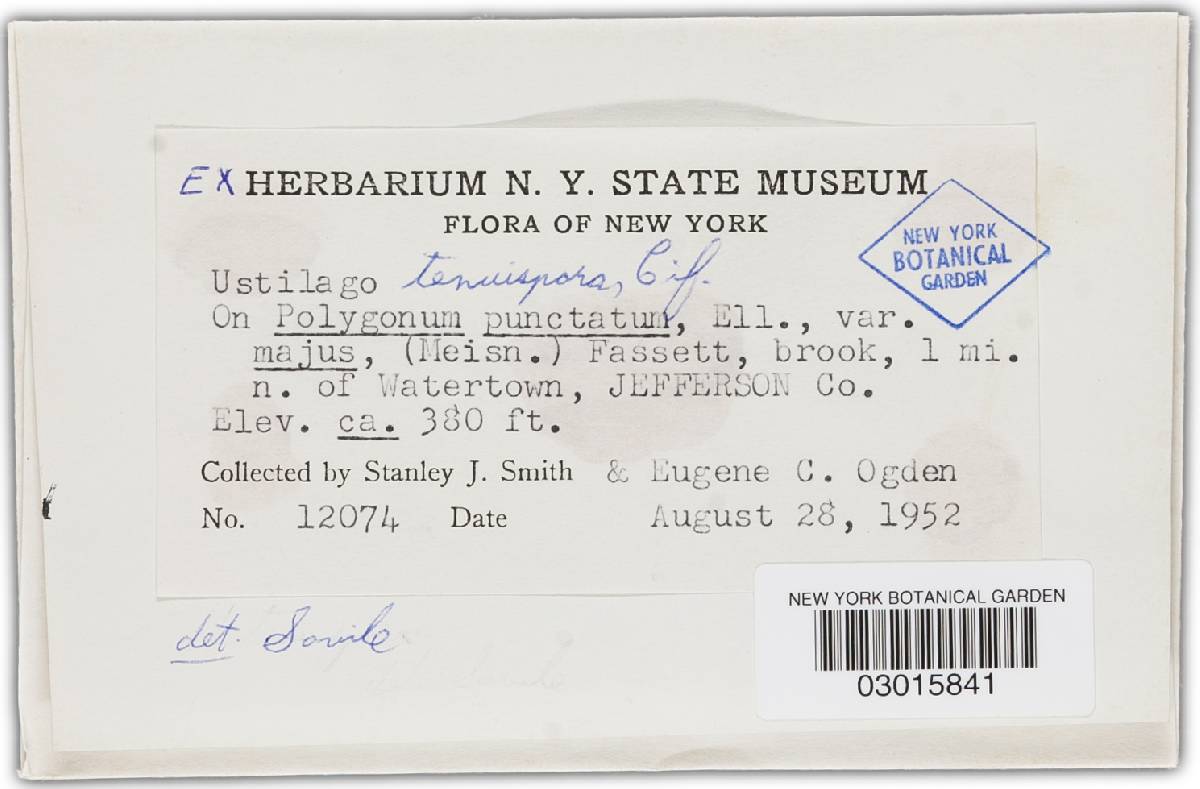 EX HERBARIUM N. Y. STATE MUSEUM
FLORA OF NEW YORK
NEW YORK
BOTANICAL
GARDEN
Ustilago tenuispora, Cif.
On Polygonum punctatum, Ell., var.
majus, (Meisn.) Fassett, brook, 1 mi.
n. of Watertown, JEFFERSON Co.
Elev. ca. 380 ft.
Collected by Stanley J. Smith & Eugene C. Ogden
No. 12074 Date August 28, 1952
det. Savile
NEW YORK BOTANICAL GARDEN
03015841